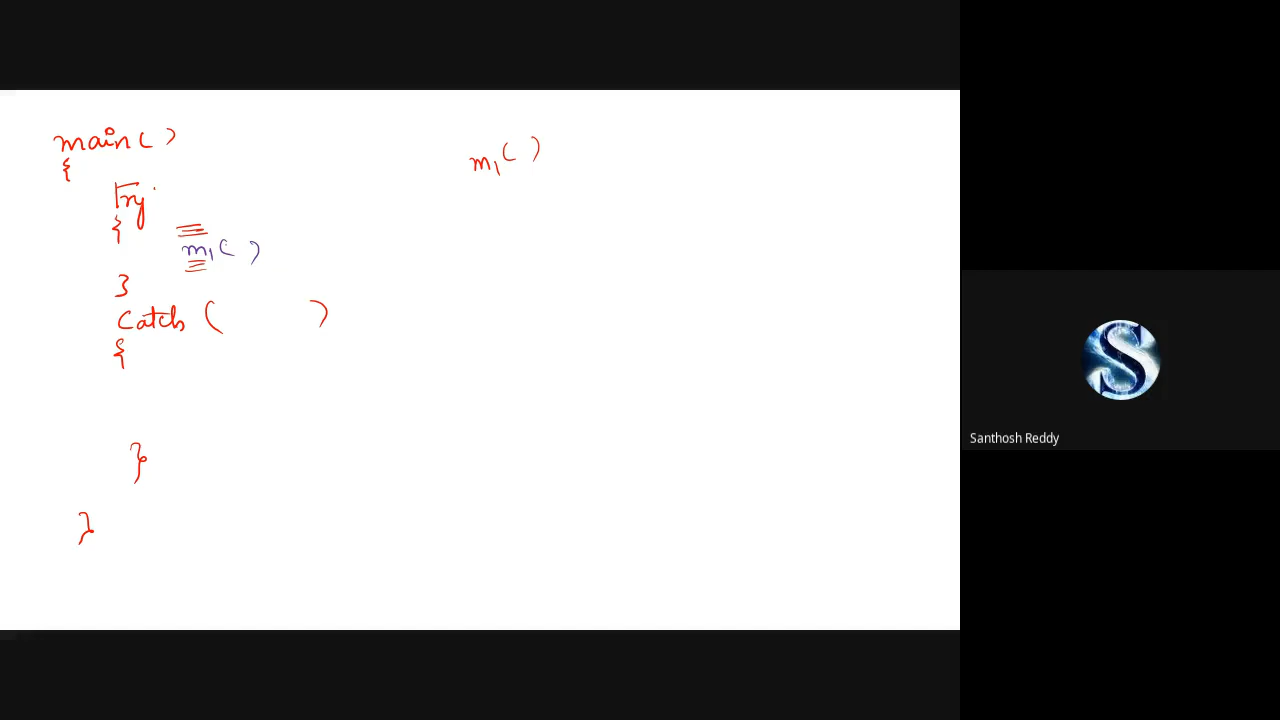 main( )
{
Try
{
m1( )
}
catch ( )
{
}
}
m1( )
S
Santhosh Reddy